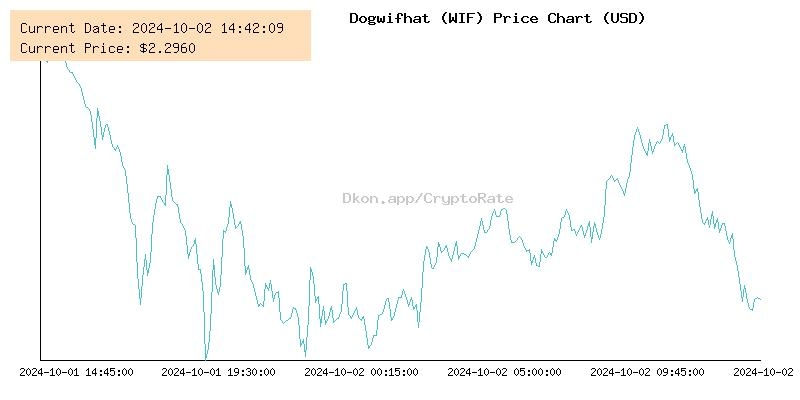 Dogwifhat (WIF) Price Chart (USD)
Current Date: 2024-10-02 14:42:09
Current Price: $2.2960
Dkon.app/CryptoRate
2024-10-01 14:45:00 2024-10-01 19:30:00 2024-10-02 00:15:00 2024-10-02 05:00:00 2024-10-02 09:45:00 2024-10-02